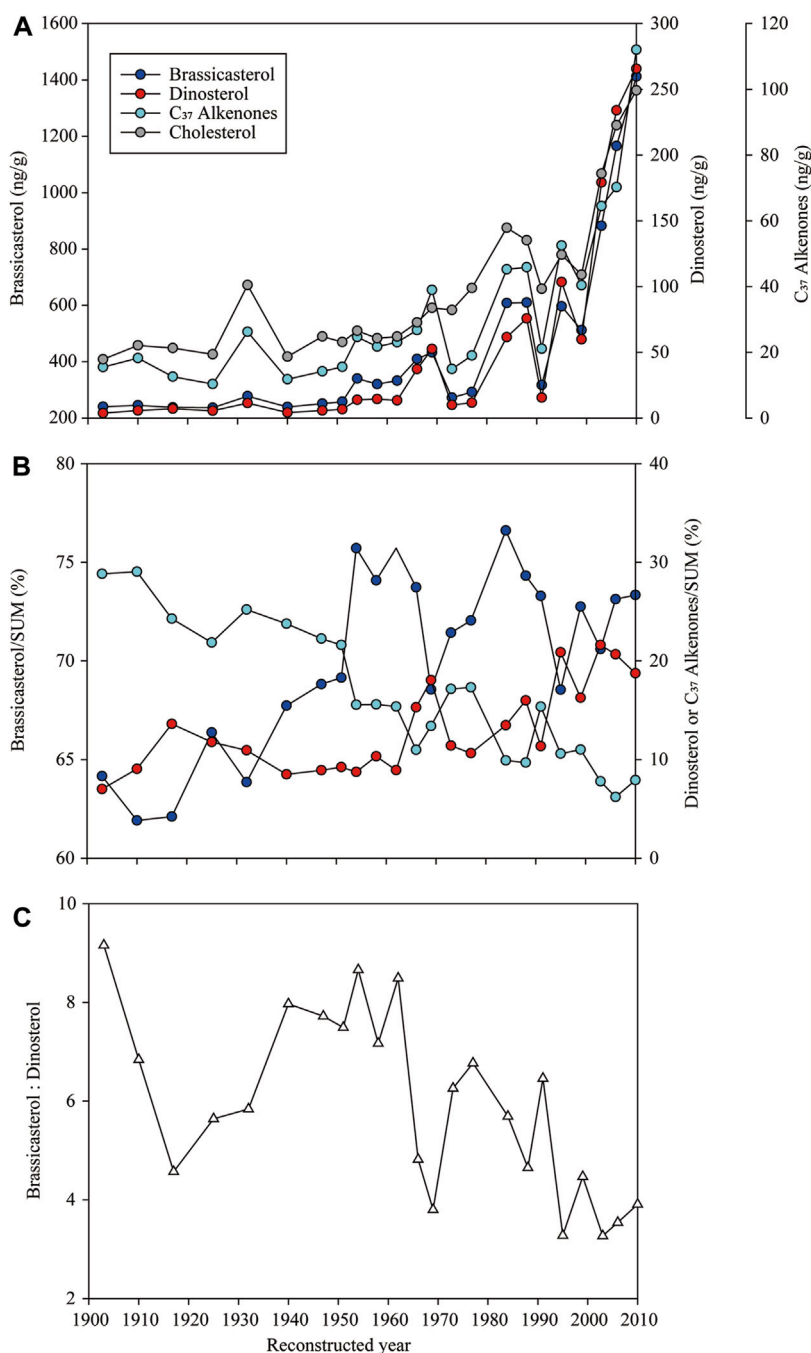 A
1600
1400
1200
1000
800
600
400
200
Brassicasterol (ng/g)
Brassicasterol
Dinosterol
C₃₇ Alkenones
Cholesterol
300
250
200
150
100
50
0
Dinosterol (ng/g)
120
100
80
60
40
20
0
C₃₇ Alkenones (ng/g)
B
80
75
70
65
60
Brassicasterol/SUM (%)
40
30
20
10
0
Dinosterol or C₃₇ Alkenones/SUM (%)
C
10
8
6
4
2
Brassicasterol : Dinosterol
1900 1910 1920 1930 1940 1950 1960 1970 1980 1990 2000 2010
Reconstructed year